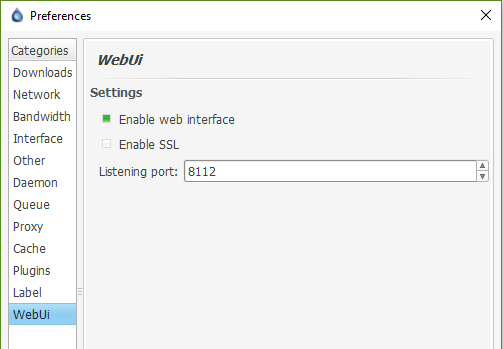 Preferences
Categories
Downloads
Network
Bandwidth
Interface
Other
Daemon
Queue
Proxy
Cache
Plugins
Label
WebUi
WebUi
Settings
Enable web interface
Enable SSL
Listening port: 8112